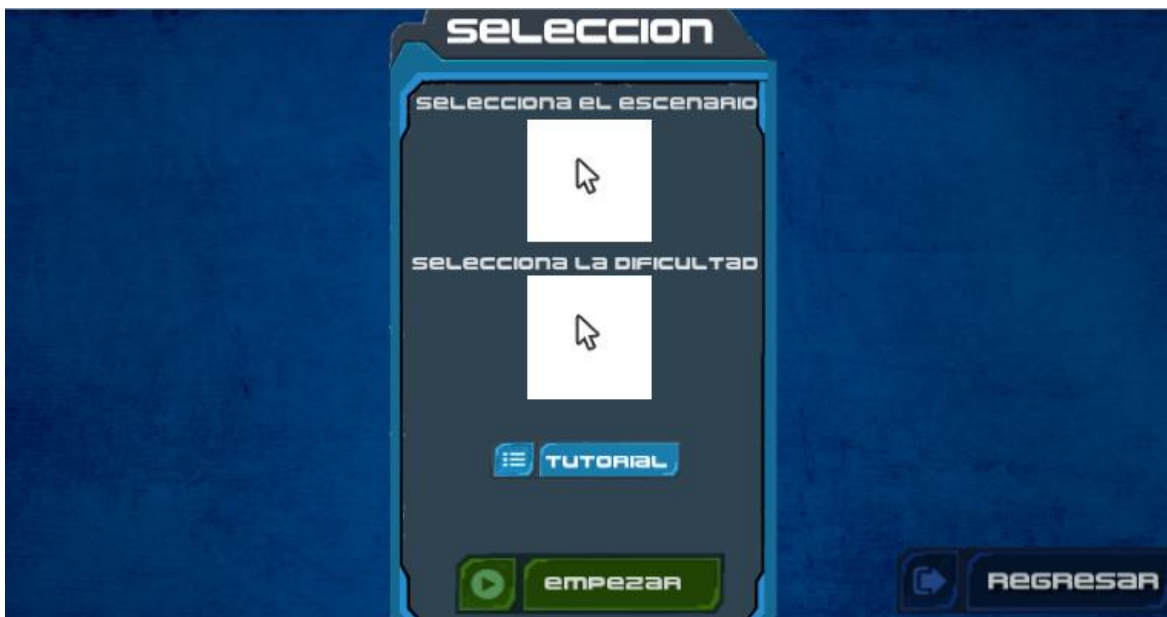 SELECCION
SELECCIONA EL ESCENARIO
SELECCIONA LA DIFICULTAD
TUTORIAL
EMPEZAR
REGRESAR